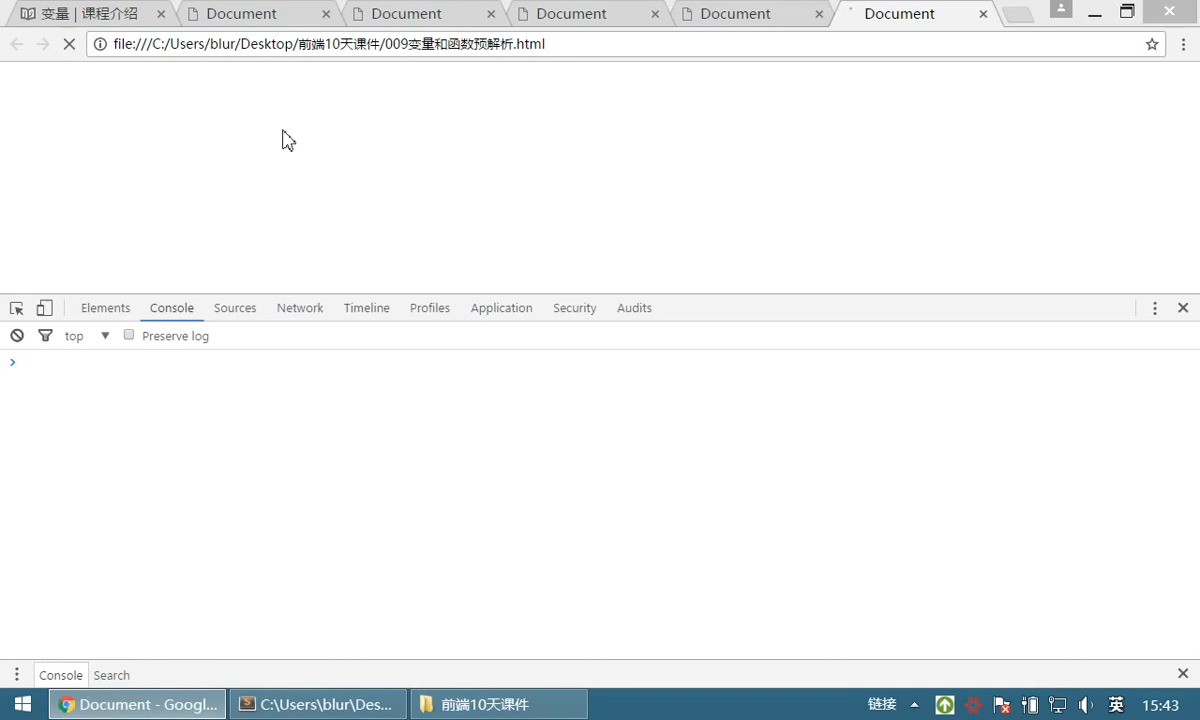 变量 | 课程介绍
Document
Document
Document
Document
Document
file:///C:/Users/blur/Desktop/前端10天课件/009变量和函数预解析.html
Elements Console Sources Network Timeline Profiles Application Security Audits
top Preserve log
Console Search
Document - Googl...
C:\Users\blur\Des...
前端10天课件
链接
英
15:43